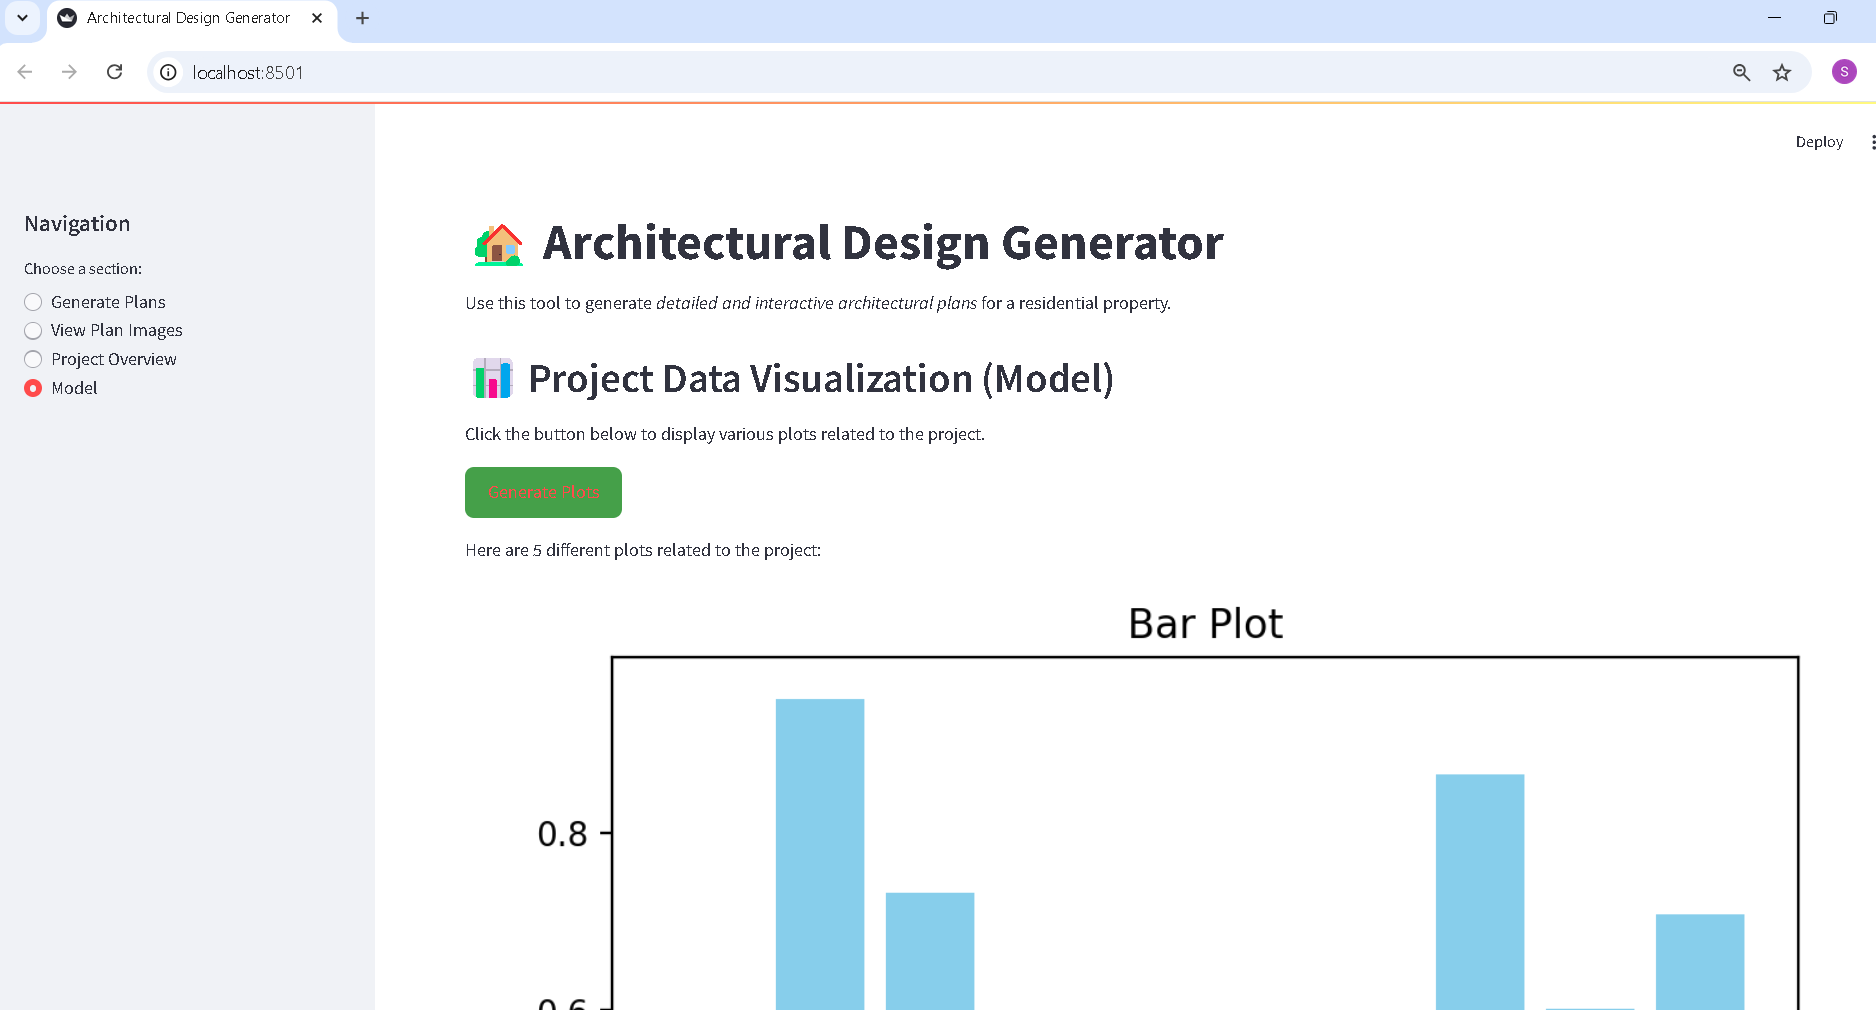 Architectural Design Generator
localhost:8501
S
Deploy
Navigation
Choose a section:
Generate Plans
View Plan Images
Project Overview
Model
Architectural Design Generator
Use this tool to generate detailed and interactive architectural plans for a residential property.
Project Data Visualization (Model)
Click the button below to display various plots related to the project.
Generate Plots
Here are 5 different plots related to the project:
Bar Plot
0.8
0.6